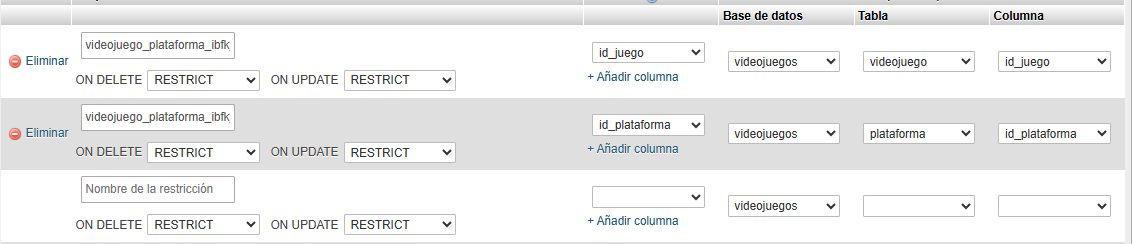 Base de datos Tabla Columna
videojuego_plataforma_ibfk
Eliminar id_juego videojuegos videojuego id_juego
ON DELETE RESTRICT ON UPDATE RESTRICT + Añadir columna
videojuego_plataforma_ibfk
Eliminar id_plataforma videojuegos plataforma id_plataforma
ON DELETE RESTRICT ON UPDATE RESTRICT + Añadir columna
Nombre de la restricción
videojuegos
ON DELETE RESTRICT ON UPDATE RESTRICT + Añadir columna